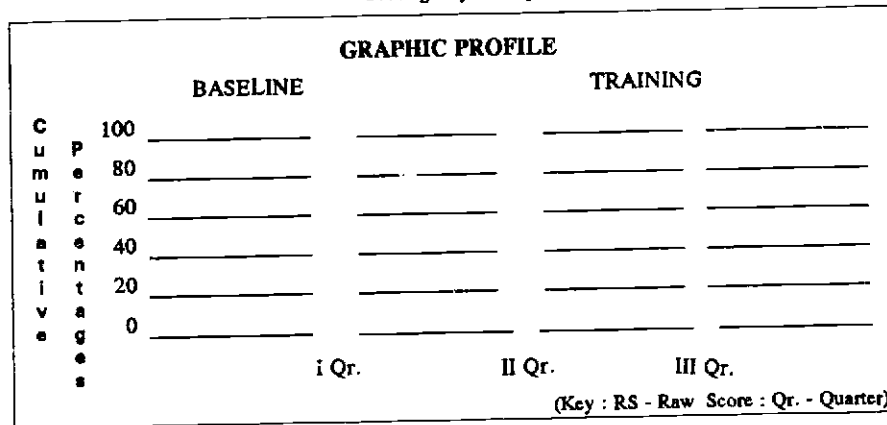 GRAPHIC PROFILE
BASELINE TRAINING
Cumulative
Percentages
100
80
60
40
20
0
i Qr. II Qr. III Qr.
(Key : RS - Raw Score : Qr. - Quarter)